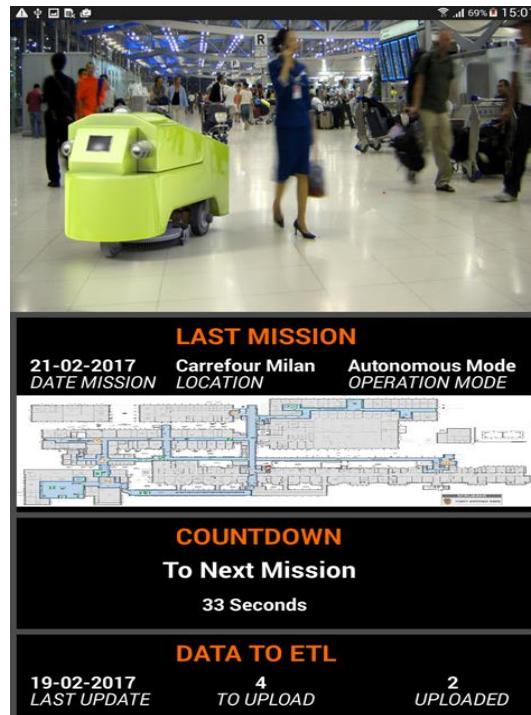 69% 15:01
R
LAST MISSION
21-02-2017 Carrefour Milan Autonomous Mode
DATE MISSION LOCATION OPERATION MODE
COUNTDOWN
To Next Mission
33 Seconds
DATA TO ETL
19-02-2017 4 2
LAST UPDATE TO UPLOAD UPLOADED